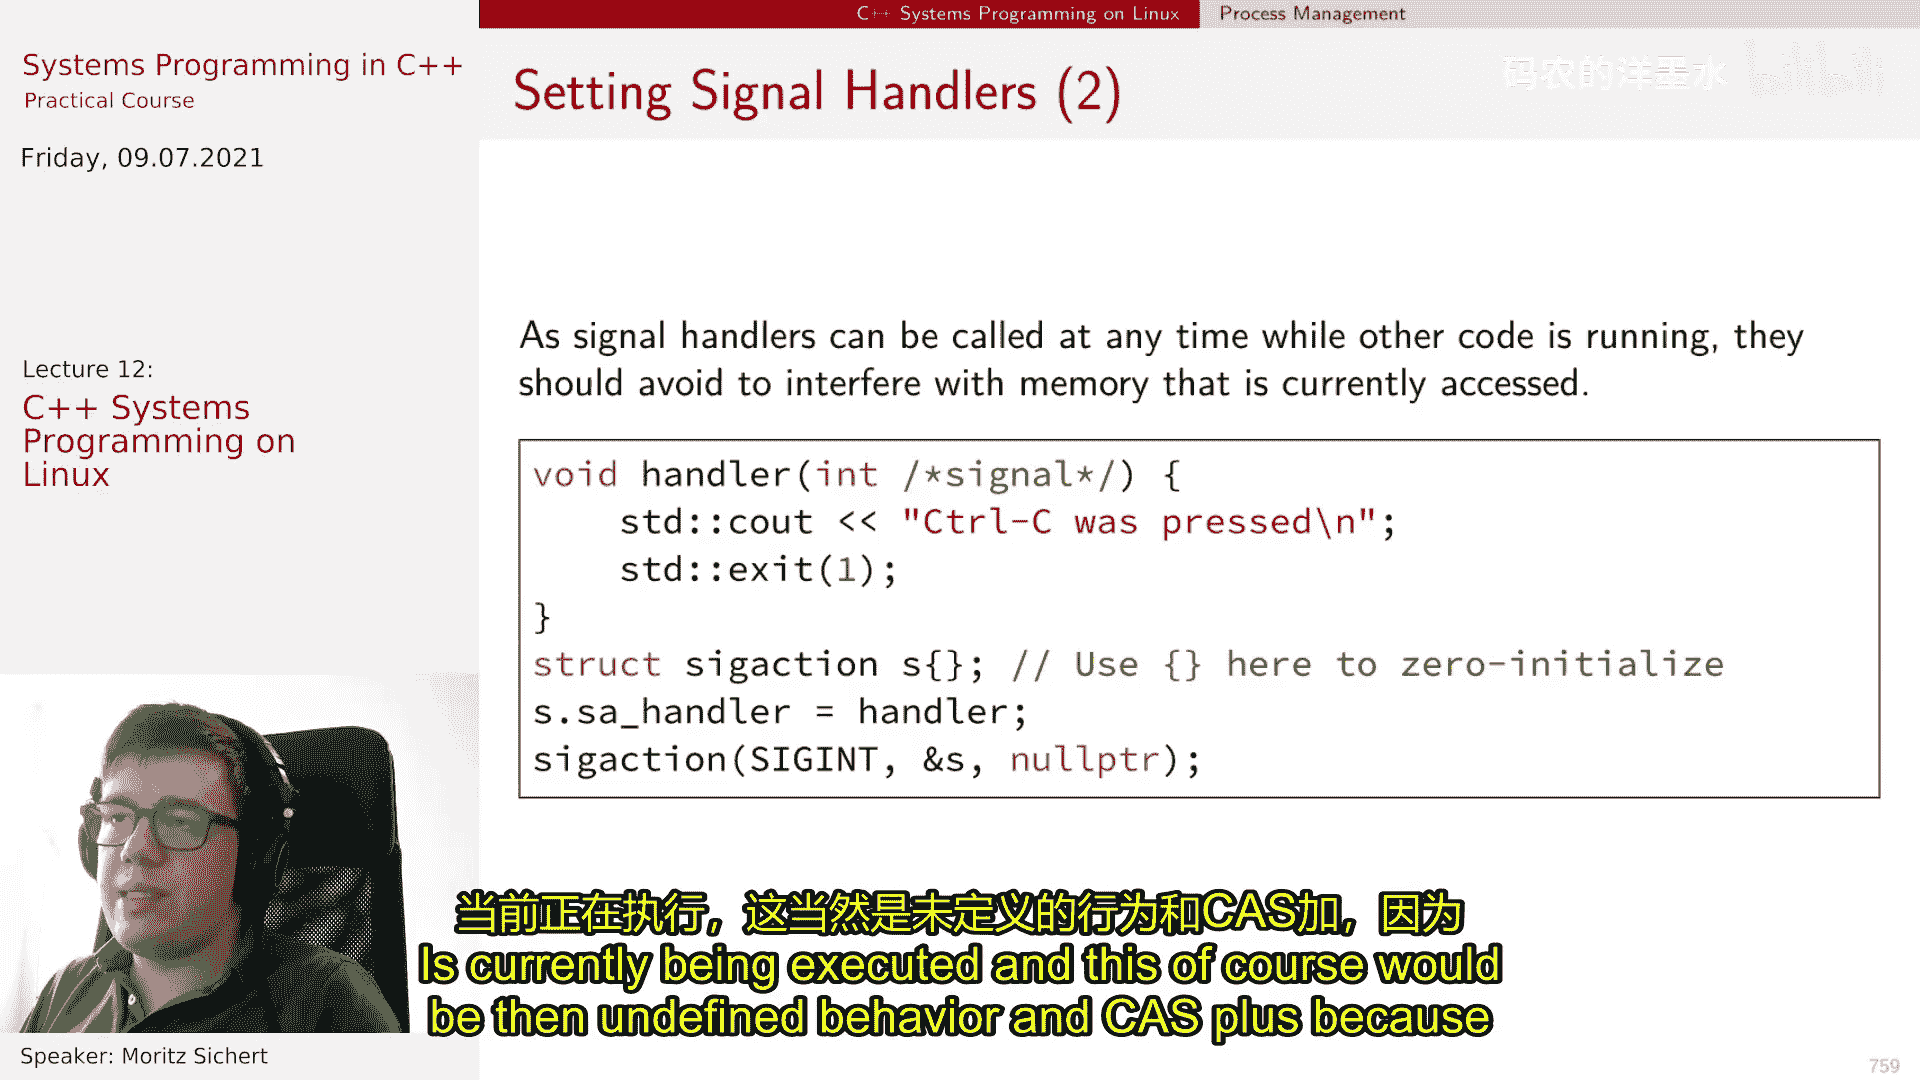 C++ Systems Programming on Linux
Process Management
Systems Programming in C++
Practical Course
Friday, 09.07.2021
Setting Signal Handlers (2)
码农的洋墨水
Lecture 12:
C++ Systems
Programming on
Linux
As signal handlers can be called at any time while other code is running, they
should avoid to interfere with memory that is currently accessed.
void handler(int /*signal*/) {
    std::cout << "Ctrl-C was pressed\n";
    std::exit(1);
}
struct sigaction s{}; // Use {} here to zero-initialize
s.sa_handler = handler;
sigaction(SIGINT, &s, nullptr);
当前正在执行，这当然是未定义的行为和CAS加，因为
Is currently being executed and this of course would
be then undefined behavior and CAS plus because
Speaker: Moritz Sichert
759